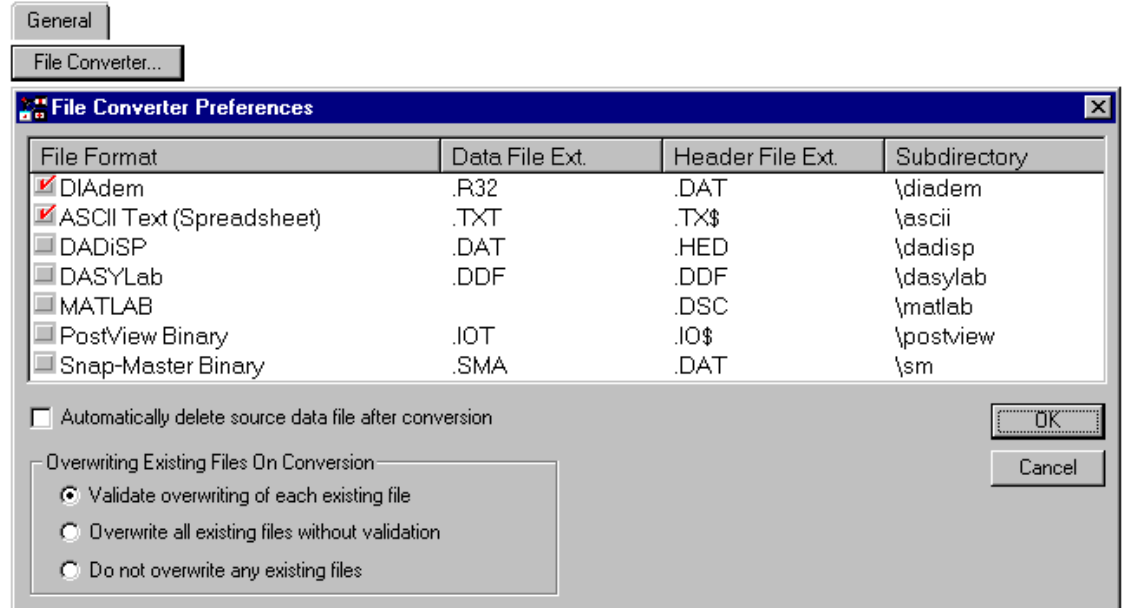 General
File Converter...
File Converter Preferences
File Format Data File Ext. Header File Ext. Subdirectory
DIAdem .R32 .DAT \diadem
ASCII Text (Spreadsheet) .TXT .TX$ \ascii
DADiSP .DAT .HED \dadisp
DASYLab .DDF .DDF \dasylab
MATLAB .DSC \matlab
PostView Binary .IOT .IO$ \postview
Snap-Master Binary .SMA .DAT \sm
Automatically delete source data file after conversion
OK
Overwriting Existing Files On Conversion
Cancel
Validate overwriting of each existing file
Overwrite all existing files without validation
Do not overwrite any existing files